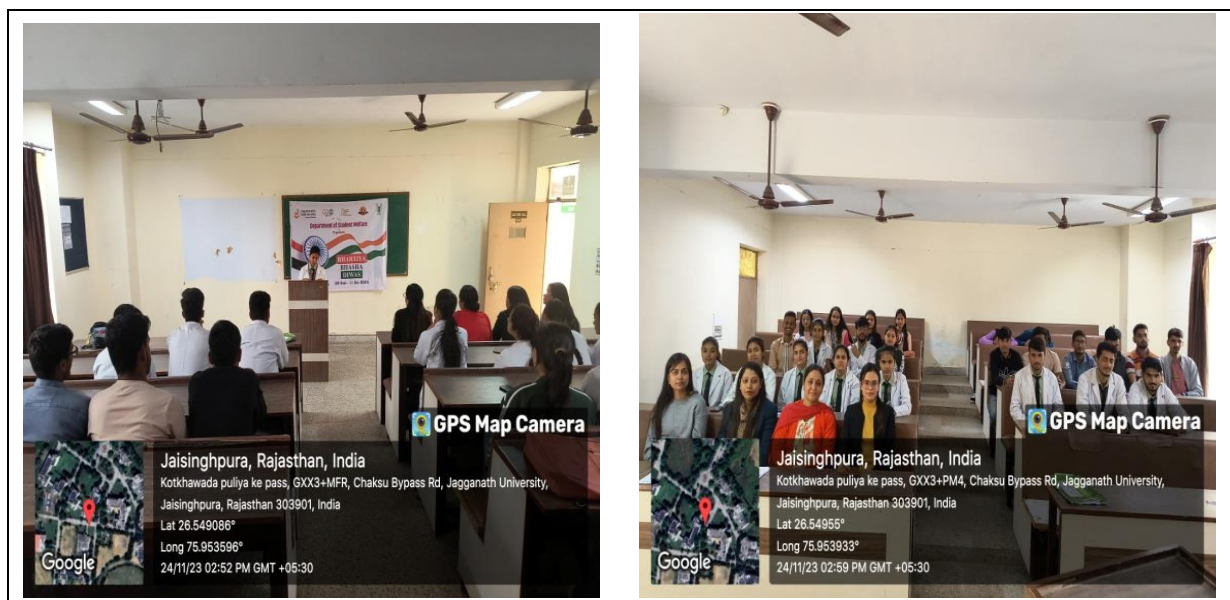 Department of Student Welfare
BHARATIYA
BHASHA
DIWAS
GPS Map Camera
Jaisinghpura, Rajasthan, India
Kotkhawada puliya ke pass, GXX3+MFR, Chaksu Bypass Rd, Jagganath University,
Jaisinghpura, Rajasthan 303901, India
Lat 26.549086°
Long 75.953596°
24/11/23 02:52 PM GMT +05:30
Google
GPS Map Camera
Jaisinghpura, Rajasthan, India
Kotkhawada puliya ke pass, GXX3+PM4, Chaksu Bypass Rd, Jagganath University,
Jaisinghpura, Rajasthan 303901, India
Lat 26.54955°
Long 75.953933°
24/11/23 02:59 PM GMT +05:30
Google